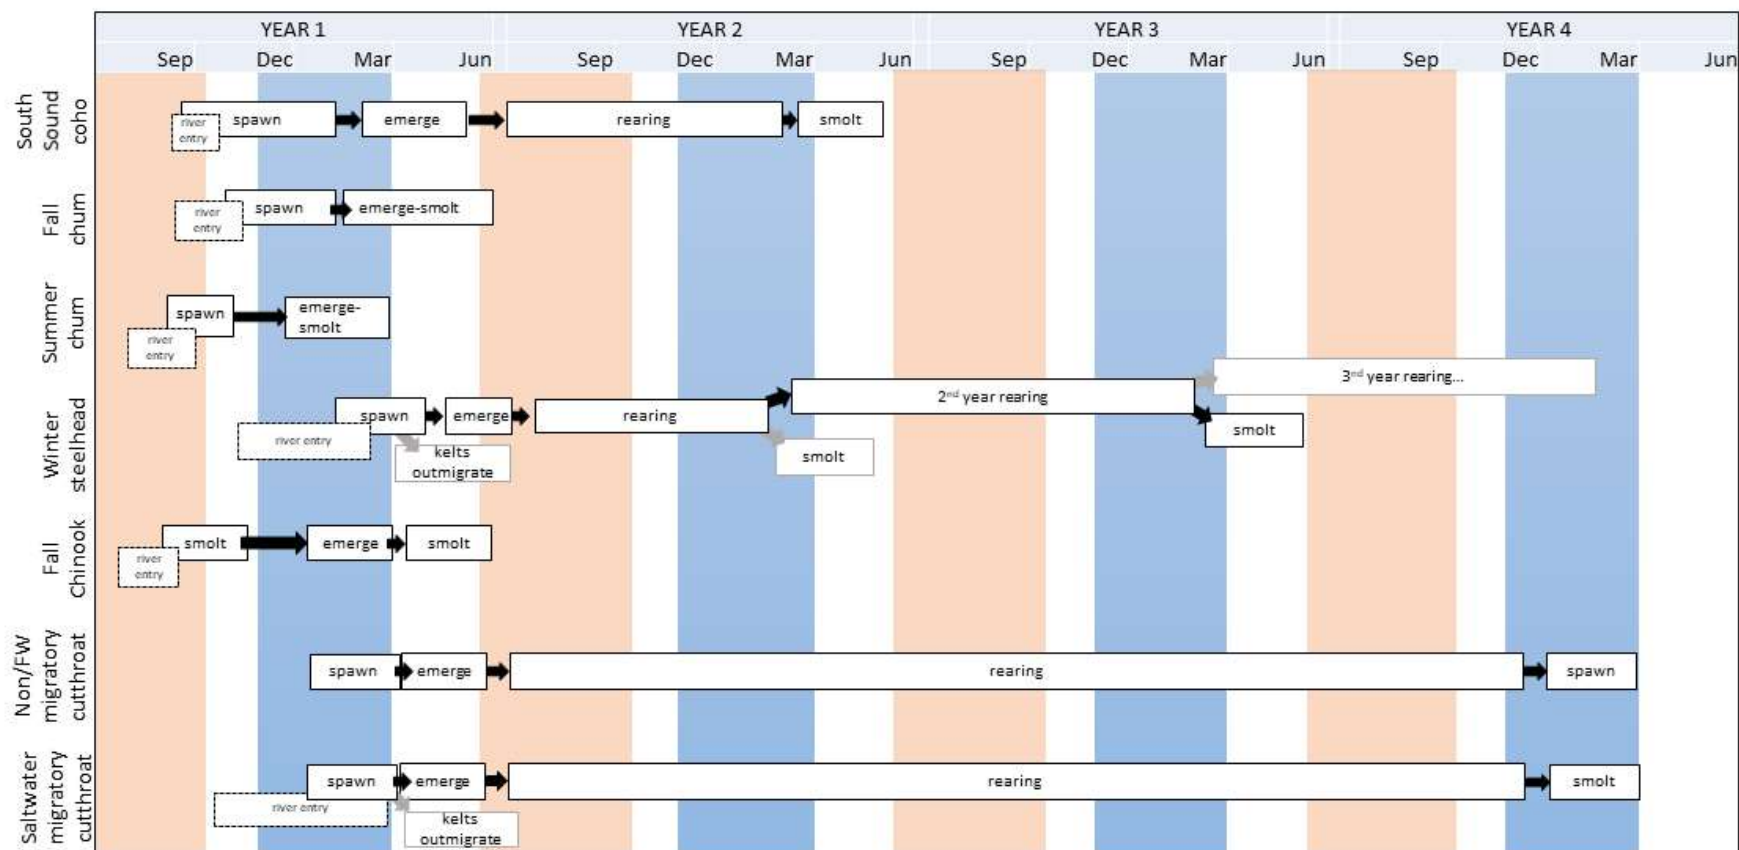 YEAR 1 YEAR 2 YEAR 3 YEAR 4
Sep Dec Mar Jun Sep Dec Mar Jun Sep Dec Mar Jun Sep Dec Mar Jun
South
Sound
coho
river
entry
spawn
emerge
rearing
smolt
Fall
chum
river
entry
spawn
emerge-smolt
Summer
chum
spawn
river
entry
emerge-
smolt
Winter
steelhead
river entry
spawn
kelts
outmigrate
emerge
rearing
smolt
2nd year rearing
3rd year rearing...
smolt
Fall
Chinook
river
entry
smolt
emerge
smolt
Non/FW
migratory
cutthroat
spawn
emerge
rearing
spawn
Saltwater
migratory
cutthroat
river entry
spawn
emerge
kelts
outmigrate
rearing
smolt